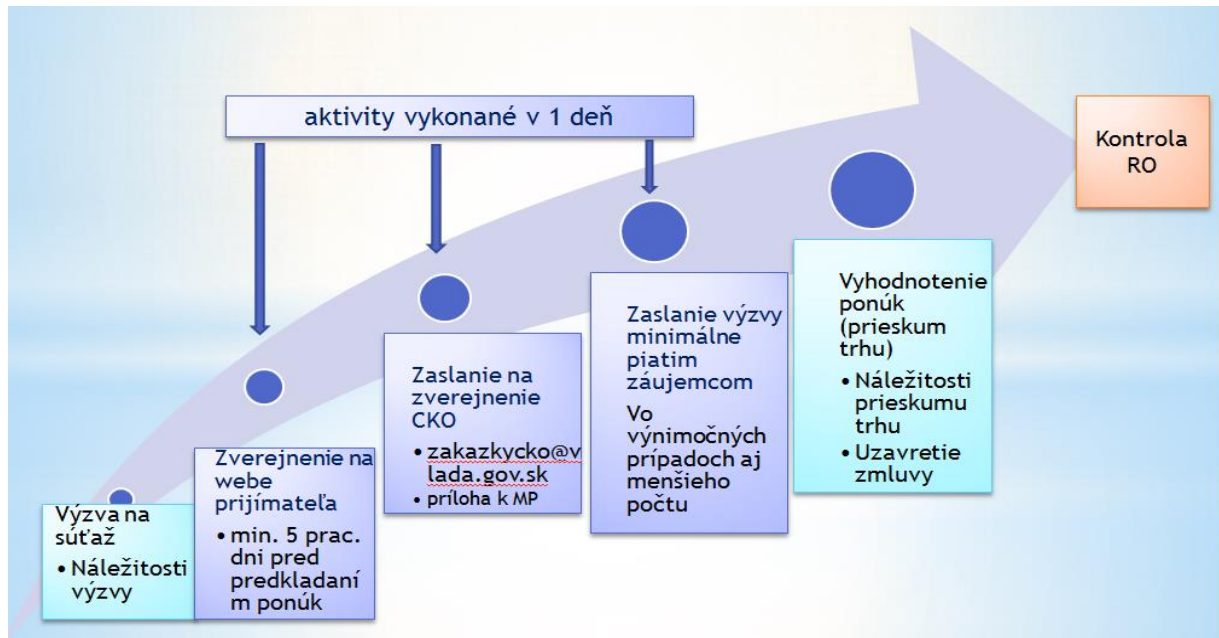 aktivity vykonané v 1 deň
Výzva na
súťaž
• Náležitosti
výzvy
Zverejnenie na
webe
prijímateľa
• min. 5 prac.
dni pred
predkladaní
m ponúk
Zaslanie na
zverejnenie
CKO
• zakazkycko@v
lada.gov.sk
• príloha k MP
Zaslanie výzvy
minimálne
piatim
záujemcom
Vo
výnimočných
prípadoch aj
menšieho
počtu
Vyhodnotenie
ponúk
(prieskum
trhu)
• Náležitosti
prieskumu
trhu
• Uzavretie
zmluvy
Kontrola
RO